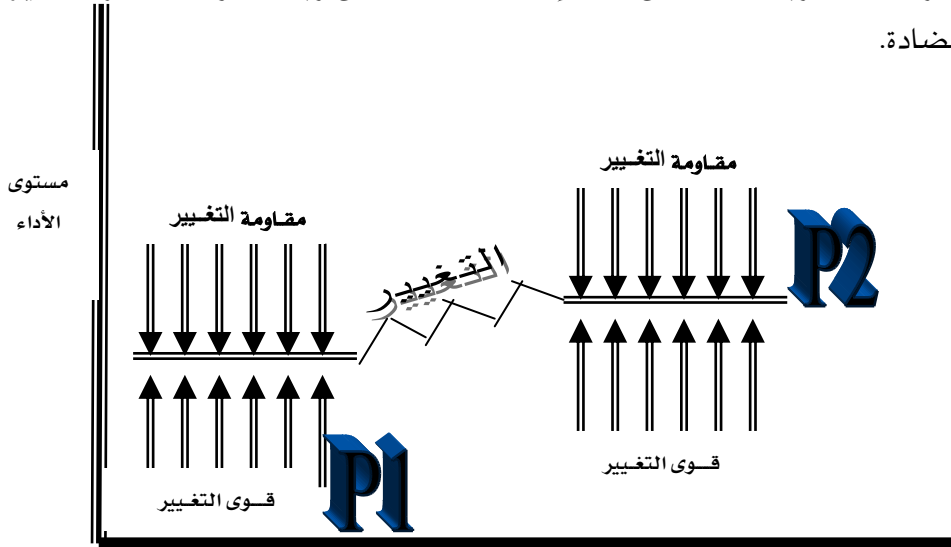 ضادة.
مقاومة التغيير
P2
مستوى
الأداء
مقاومة التغيير
التغيير
قوى التغيير
P1
قوى التغيير